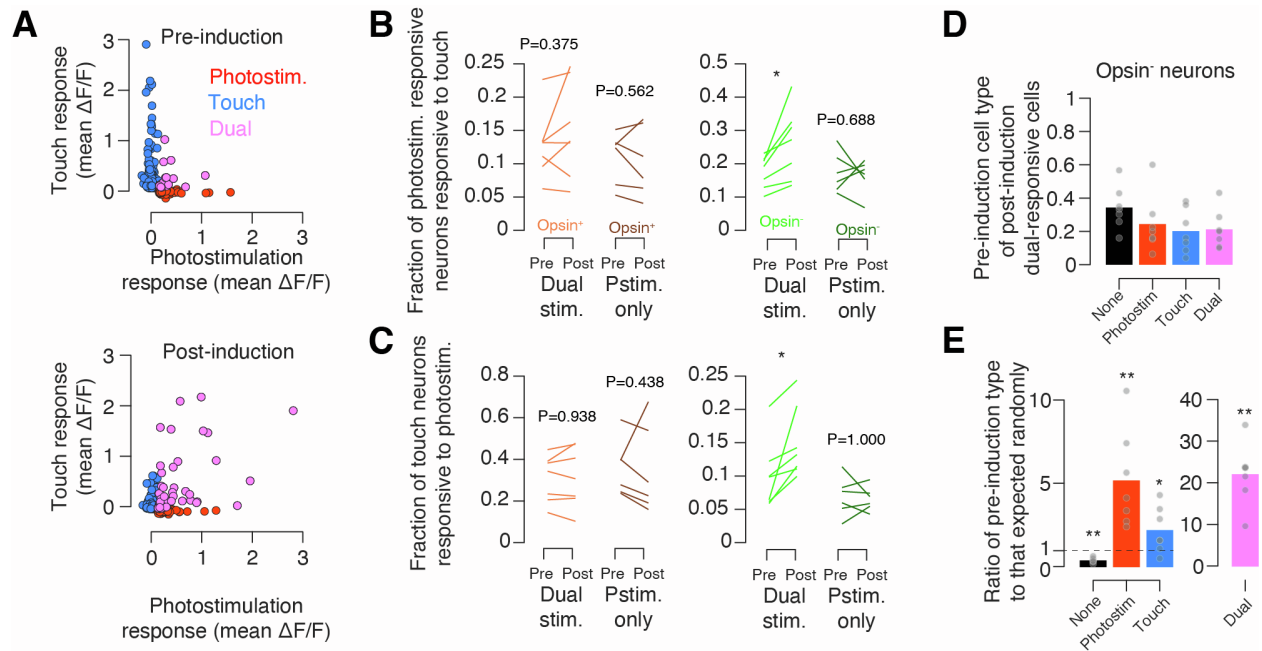 A
Pre-induction
Touch response
(mean ΔF/F)
3
2
1
0
Photostim.
Touch
Dual
0 1 2 3
Photostimulation
response (mean ΔF/F)
Post-induction
Touch response
(mean ΔF/F)
3
2
1
0
0 1 2 3
Photostimulation
response (mean ΔF/F)
B
Fraction of photostim. responsive
neurons responsive to touch
P=0.375
P=0.562
0.25
0.2
0.15
0.1
0.05
0
Opsin+
Opsin+
Pre Post Pre Post
Dual
stim.
Pstim.
only
*
P=0.688
0.5
0.4
0.3
0.2
0.1
0
Opsin-
Opsin-
Pre Post Pre Post
Dual
stim.
Pstim.
only
C
Fraction of touch neurons
responsive to photostim.
P=0.938
P=0.438
0.8
0.6
0.4
0.2
0
Pre Post Pre Post
Dual
stim.
Pstim.
only
*
P=1.000
0.25
0.2
0.15
0.1
0.05
0
Pre Post Pre Post
Dual
stim.
Pstim.
only
D
Opsin- neurons
Pre-induction cell type
of post-induction
dual-responsive cells
1
0.8
0.6
0.4
0.2
0
None
Photostim
Touch
Dual
E
Ratio of pre-induction type
to that expected randomly
10
5
1
0
**
**
*
None
Photostim
Touch
40
30
20
10
0
**
Dual